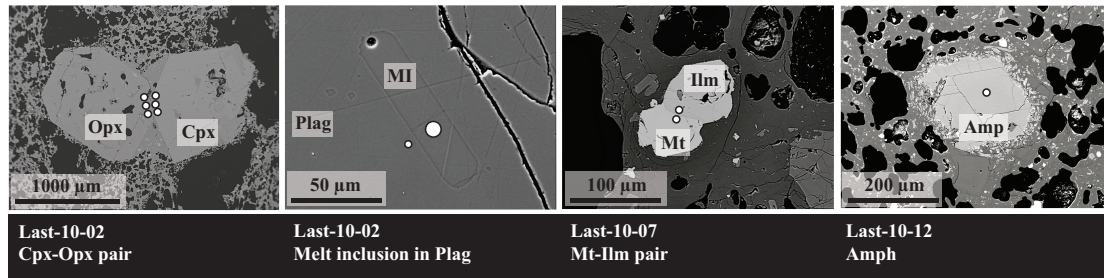 Opx
Cpx
1000 µm
MI
Plag
50 µm
Ilm
Mt
100 µm
Amp
200 µm
Last-10-02
Cpx-Opx pair
Last-10-02
Melt inclusion in Plag
Last-10-07
Mt-Ilm pair
Last-10-12
Amph